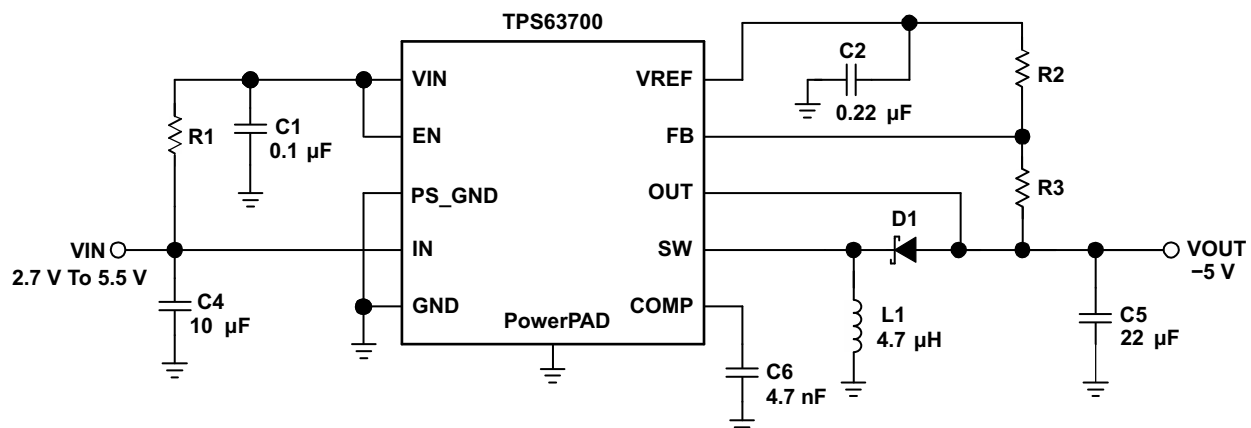 TPS63700
VIN
EN
PS_GND
IN
GND
PowerPAD
VREF
FB
OUT
SW
COMP
R1
C1
0.1 µF
VIN
2.7 V To 5.5 V
C4
10 µF
C2
0.22 µF
R2
R3
D1
L1
4.7 µH
C6
4.7 nF
C5
22 µF
VOUT
−5 V